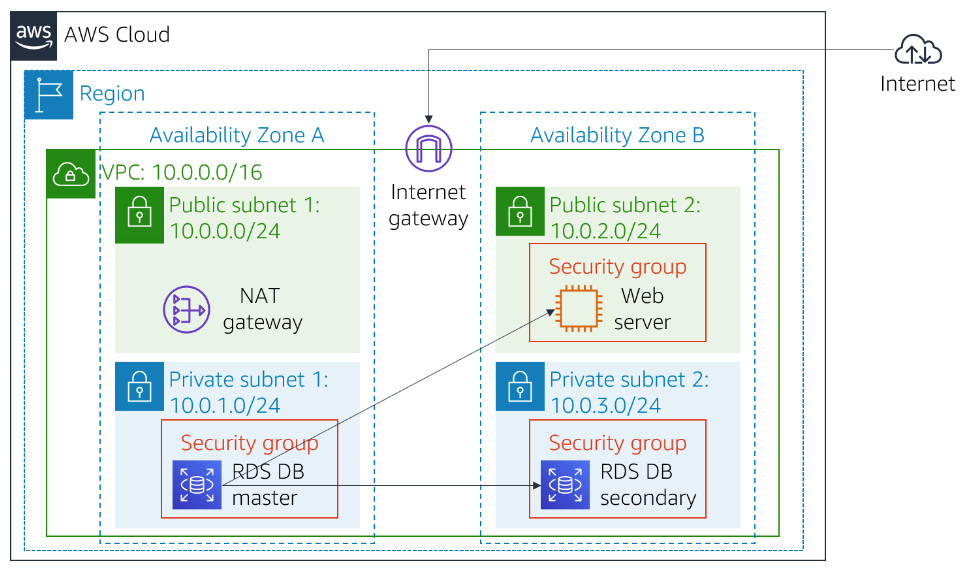 aws
AWS Cloud
Internet
Region
Availability Zone A
Availability Zone B
VPC: 10.0.0.0/16
Internet
gateway
Public subnet 1:
10.0.0.0/24
Public subnet 2:
10.0.2.0/24
NAT
gateway
Security group
Web
server
Private subnet 1:
10.0.1.0/24
Private subnet 2:
10.0.3.0/24
Security group
RDS DB
master
Security group
RDS DB
secondary